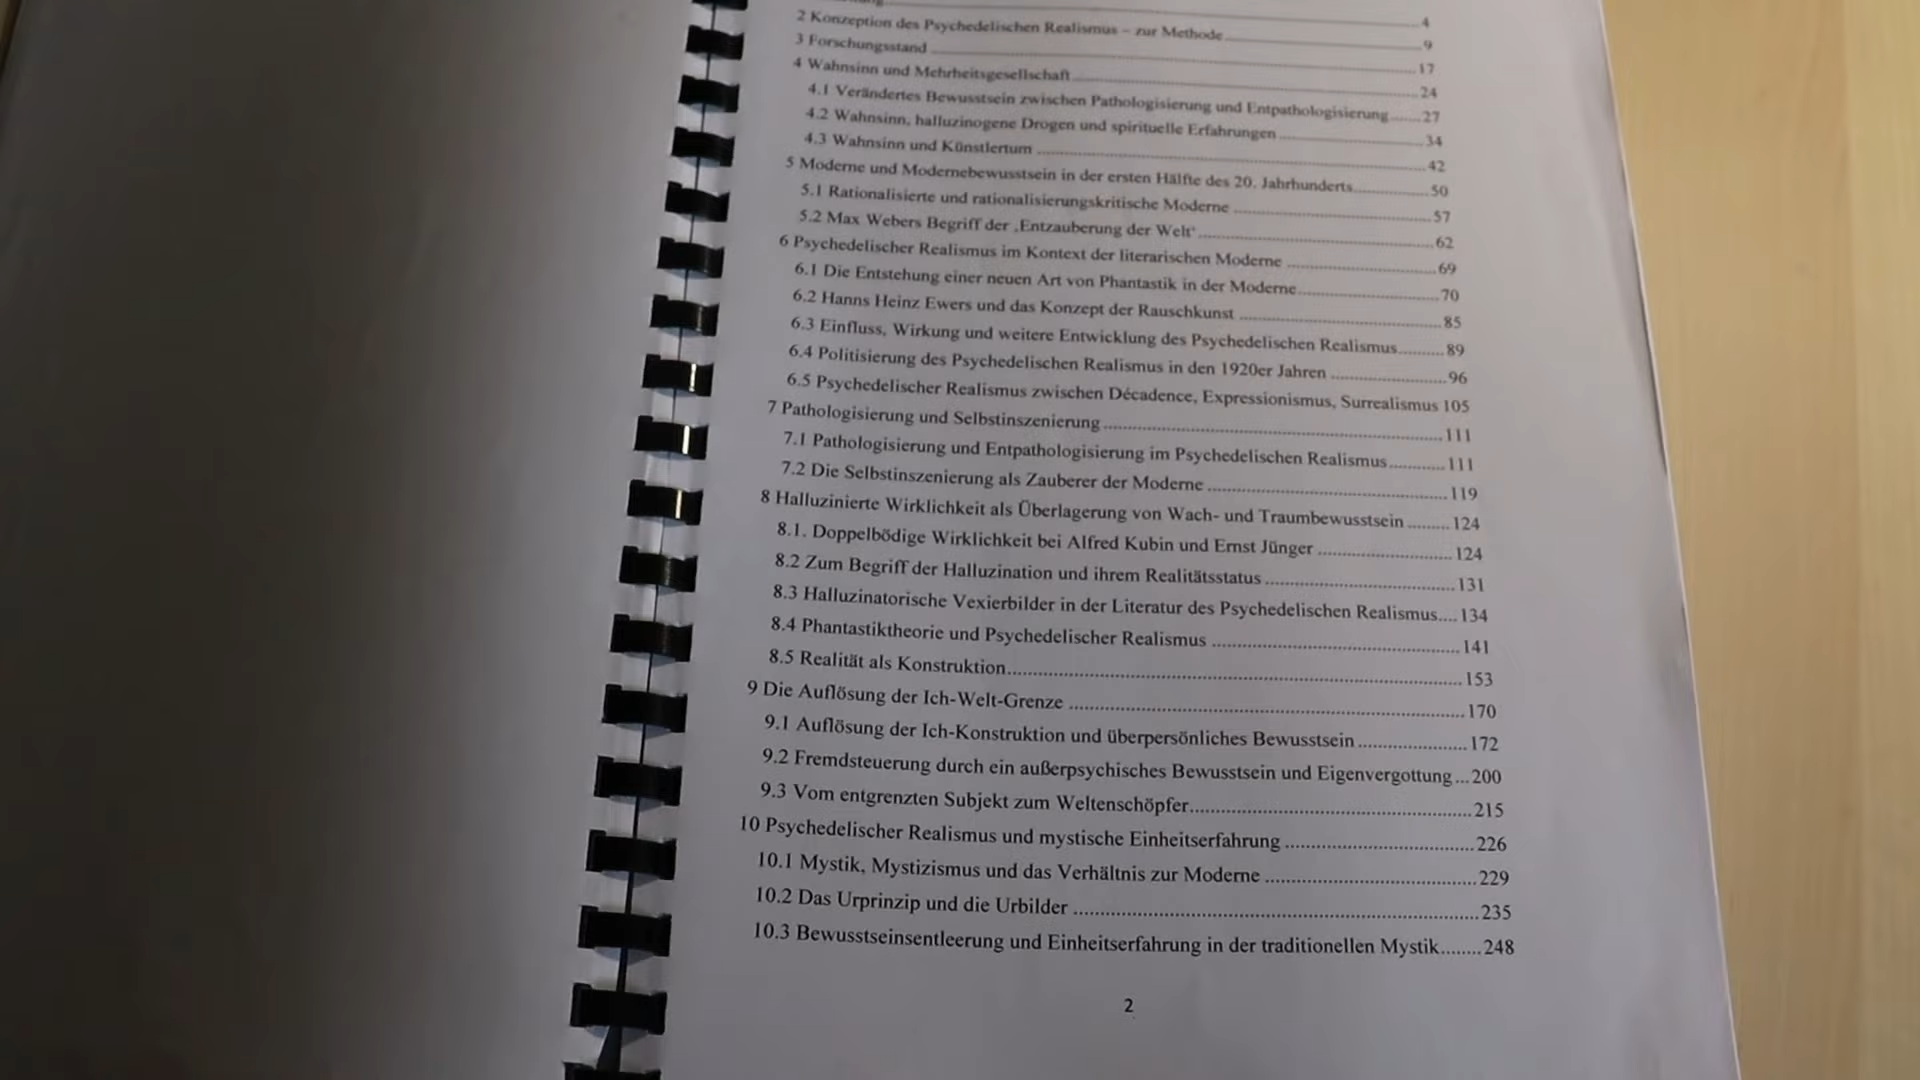 4
2 Konzeption des Psychedelischen Realismus – zur Methode 9
3 Forschungsstand 17
4 Wahnsinn und Mehrheitsgesellschaft 24
4.1 Verändertes Bewusstsein zwischen Pathologisierung und Entpathologisierung 27
4.2 Wahnsinn, halluzinogene Drogen und spirituelle Erfahrungen 34
4.3 Wahnsinn und Künstlertum 42
5 Moderne und Modernebewusstsein in der ersten Hälfte des 20. Jahrhunderts 50
5.1 Rationalisierte und rationalisierungskritische Moderne 57
5.2 Max Webers Begriff der ‚Entzauberung der Welt‘ 62
6 Psychedelischer Realismus im Kontext der literarischen Moderne 69
6.1 Die Entstehung einer neuen Art von Phantastik in der Moderne 70
6.2 Hanns Heinz Ewers und das Konzept der Rauschkunst 85
6.3 Einfluss, Wirkung und weitere Entwicklung des Psychedelischen Realismus 89
6.4 Politisierung des Psychedelischen Realismus in den 1920er Jahren 96
6.5 Psychedelischer Realismus zwischen Décadence, Expressionismus, Surrealismus 105
7 Pathologisierung und Selbstinszenierung 111
7.1 Pathologisierung und Entpathologisierung im Psychedelischen Realismus 111
7.2 Die Selbstinszenierung als Zauberer der Moderne 119
8 Halluzinierte Wirklichkeit als Überlagerung von Wach- und Traumbewusstsein 124
8.1. Doppelbödige Wirklichkeit bei Alfred Kubin und Ernst Jünger 124
8.2 Zum Begriff der Halluzination und ihrem Realitätsstatus 131
8.3 Halluzinatorische Vexierbilder in der Literatur des Psychedelischen Realismus 134
8.4 Phantastiktheorie und Psychedelischer Realismus 141
8.5 Realität als Konstruktion 153
9 Die Auflösung der Ich-Welt-Grenze 170
9.1 Auflösung der Ich-Konstruktion und überpersönliches Bewusstsein 172
9.2 Fremdsteuerung durch ein außerpsychisches Bewusstsein und Eigenvergottung 200
9.3 Vom entgrenzten Subjekt zum Weltenschöpfer 215
10 Psychedelischer Realismus und mystische Einheitserfahrung 226
10.1 Mystik, Mystizismus und das Verhältnis zur Moderne 229
10.2 Das Urprinzip und die Urbilder 235
10.3 Bewusstseinsentleerung und Einheitserfahrung in der traditionellen Mystik 248
2